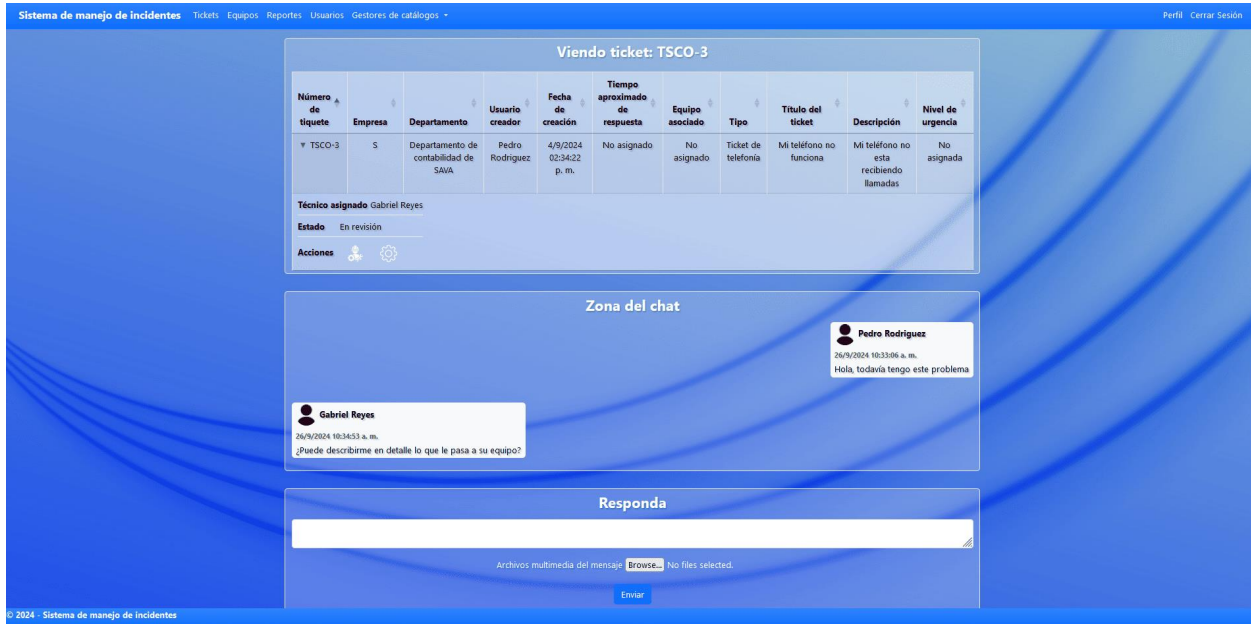 Sistema de manejo de incidentes Tickets Equipos Reportes Usuarios Gestores de catálogos Perfil Cerrar Sesión
Viendo ticket: TSCO-3
Número de tiquete Empresa Departamento Usuario creador Fecha de creación Tiempo aproximado de respuesta Equipo asociado Tipo Título del ticket Descripción Nivel de urgencia
TSCO-3 S Departamento de contabilidad de SAVA Pedro Rodriguez 4/9/2024 02:34:22 p. m. No asignado No asignado Ticket de telefonía Mi teléfono no funciona Mi teléfono no esta recibiendo llamadas No asignada
Técnico asignado Gabriel Reyes
Estado En revisión
Acciones
Zona del chat
Pedro Rodriguez
26/9/2024 10:33:06 a. m.
Hola, todavía tengo este problema
Gabriel Reyes
26/9/2024 10:34:53 a. m.
¿Puede describirme en detalle lo que le pasa a su equipo?
Responda
Archivos multimedia del mensaje Browse... No files selected.
Enviar
© 2024 - Sistema de manejo de incidentes